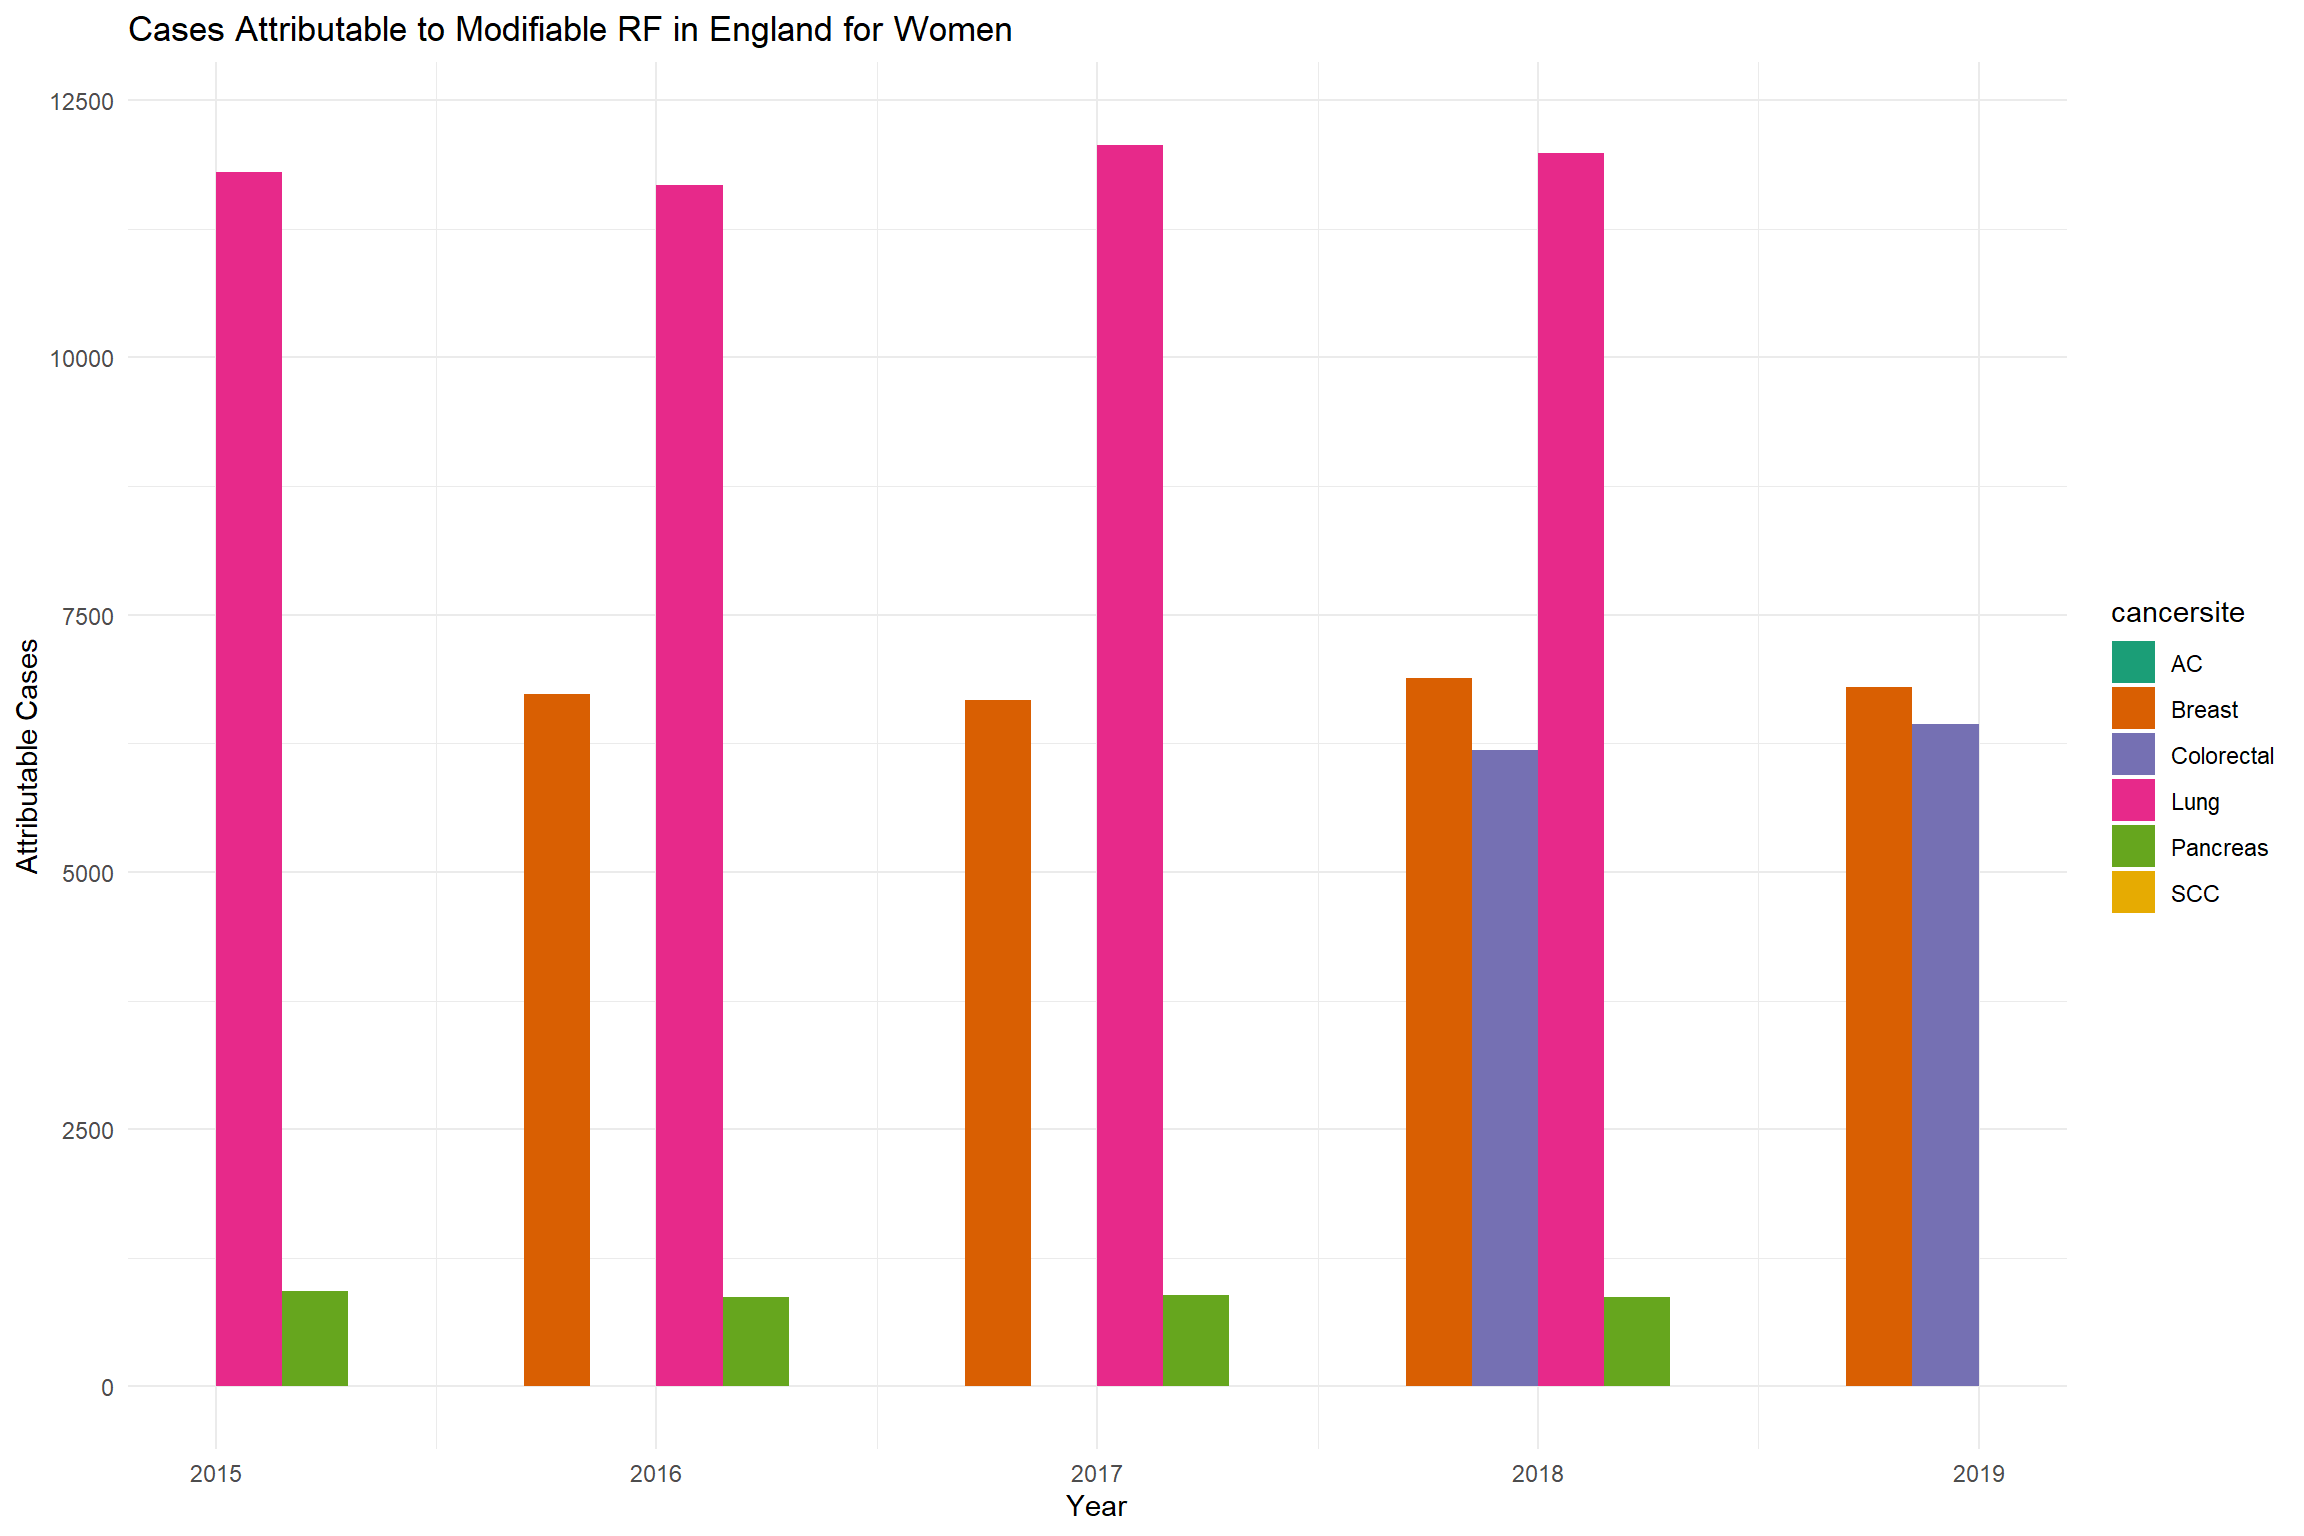 Cases Attributable to Modifiable RF in England for Women
12500
10000
7500
5000
2500
0
Attributable Cases
2015
2016
2017
2018
2019
Year
cancersite
AC
Breast
Colorectal
Lung
Pancreas
SCC